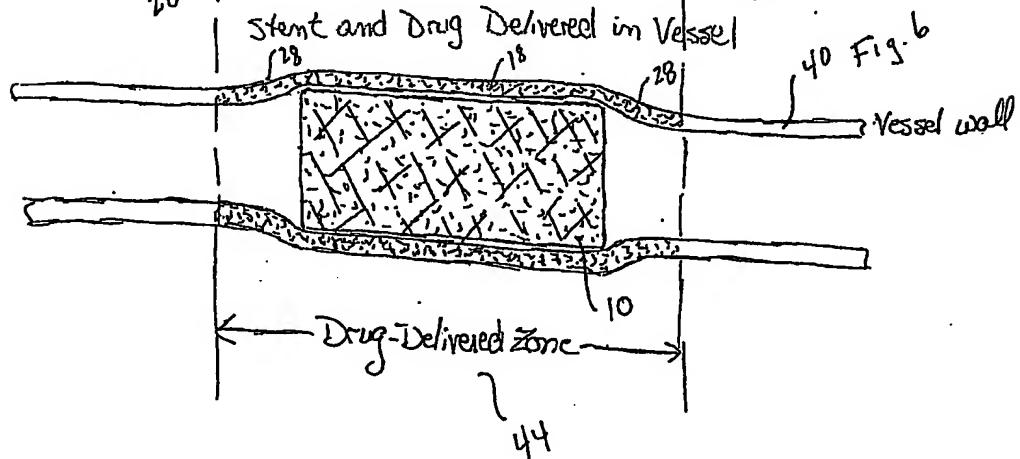 Stent and Drug Delivered in Vessel
28
18
28
40 Fig. 6
Vessel wall
10
Drug-Delivered Zone
44